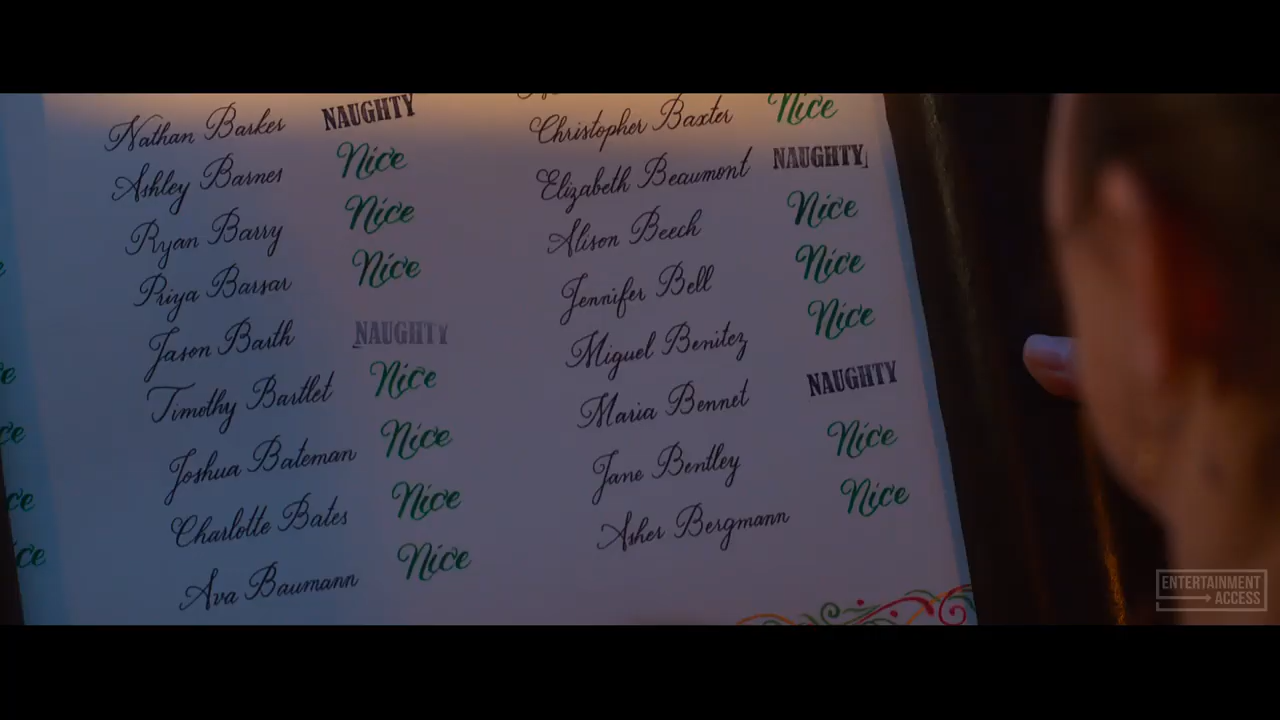 Nathan Barker NAUGHTY
Ashley Barnes Nice
Ryan Barry Nice
Priya Barsar Nice
Jason Barth NAUGHTY
Timothy Bartlet Nice
Joshua Bateman Nice
Charlotte Bates Nice
Ava Baumann Nice
Christopher Baxter Nice
Elizabeth Beaumont NAUGHTY
Alison Beech Nice
Jennifer Bell Nice
Miguel Benitez Nice
Maria Bennet NAUGHTY
Jane Bentley Nice
Asher Bergmann Nice
ENTERTAINMENT
ACCESS